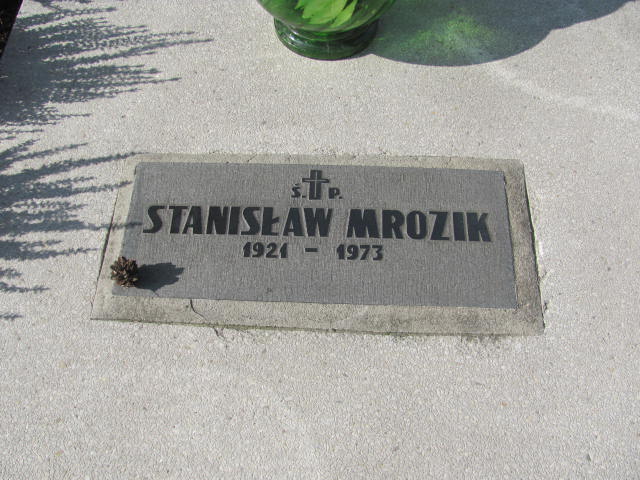 Ś. P.
STANISŁAW MROZIK
1921 - 1973